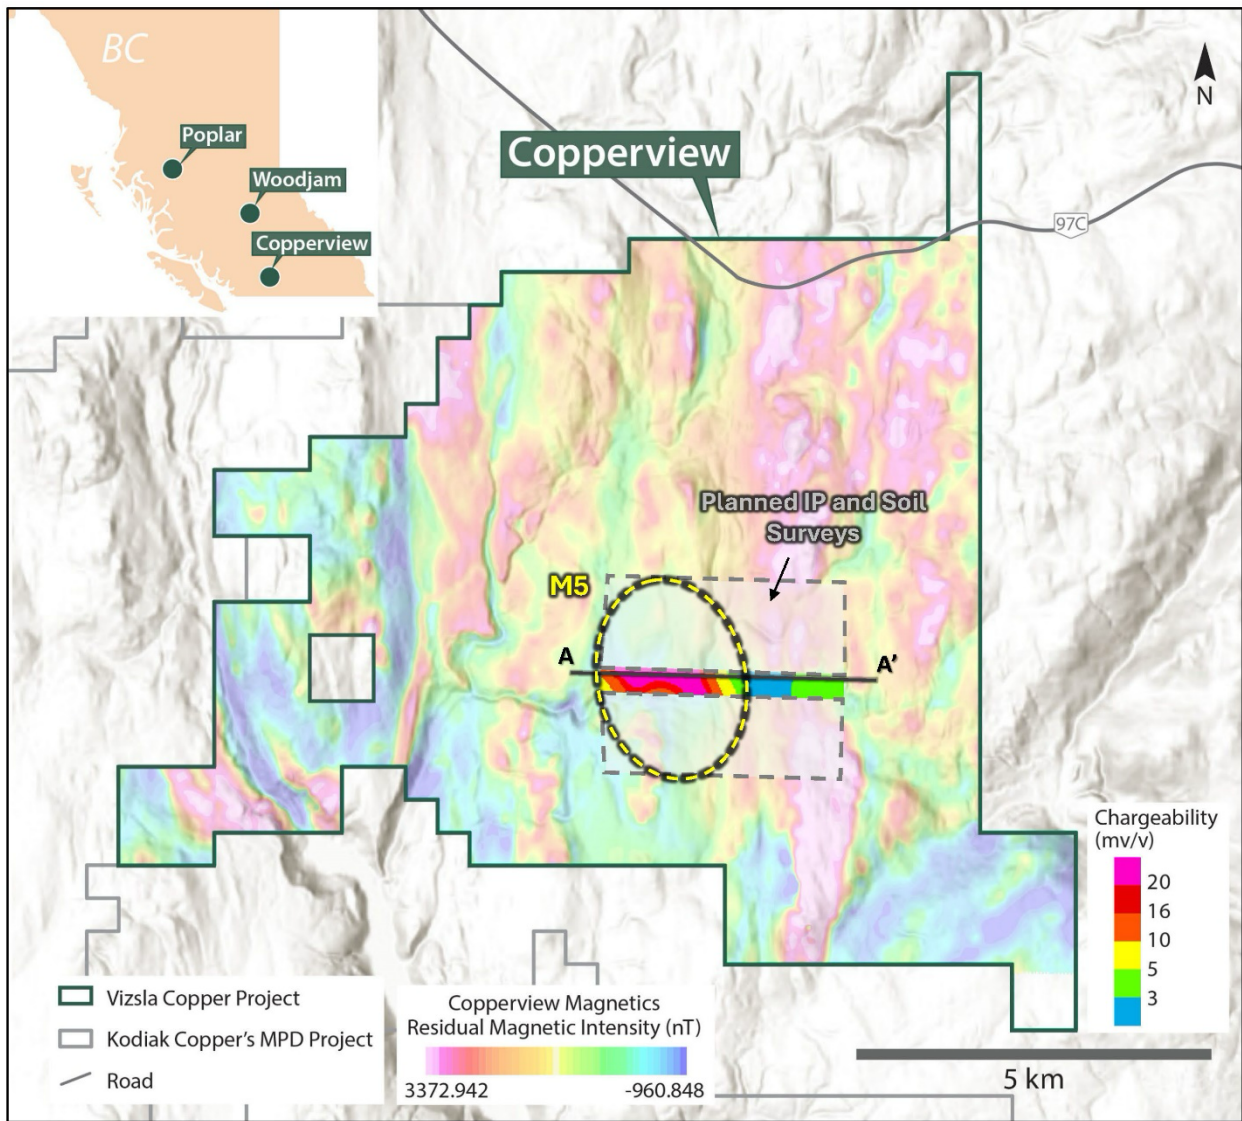 BC
Poplar
Woodjam
Copperview
N
Copperview
97C
Planned IP and Soil
Surveys
M5
A
A'
Chargeability
(mv/v)
20
16
10
5
3
Vizsla Copper Project
Kodiak Copper's MPD Project
Road
Copperview Magnetics
Residual Magnetic Intensity (nT)
3372.942
-960.848
5 km